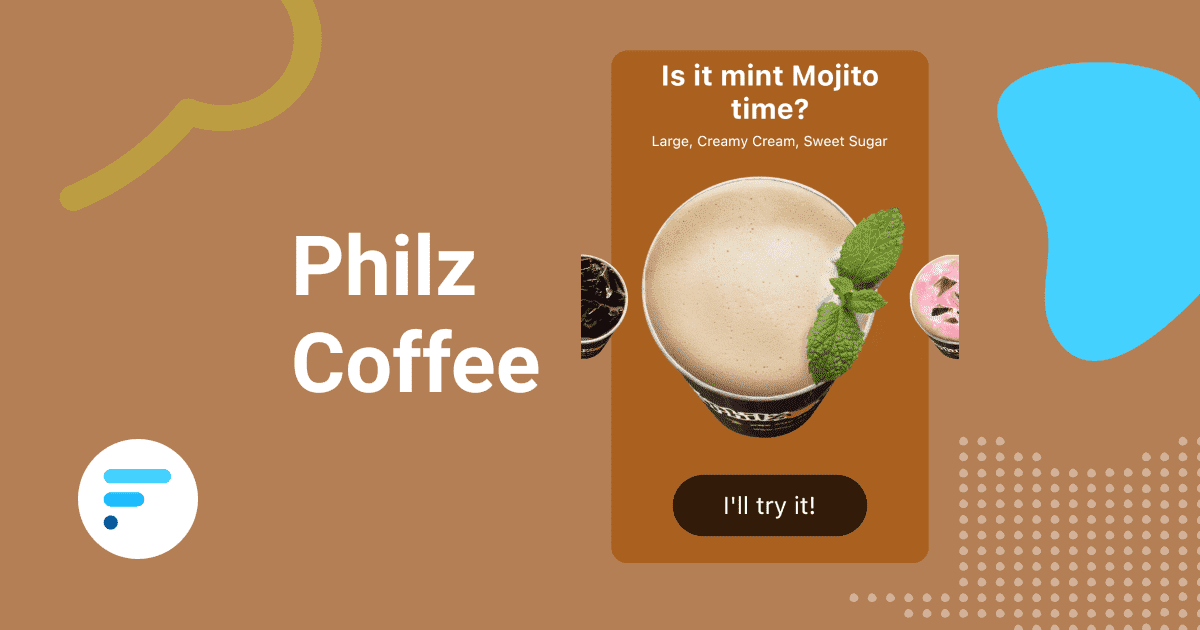 Philz
Coffee
Is it mint Mojito
time?
Large, Creamy Cream, Sweet Sugar
I'll try it!